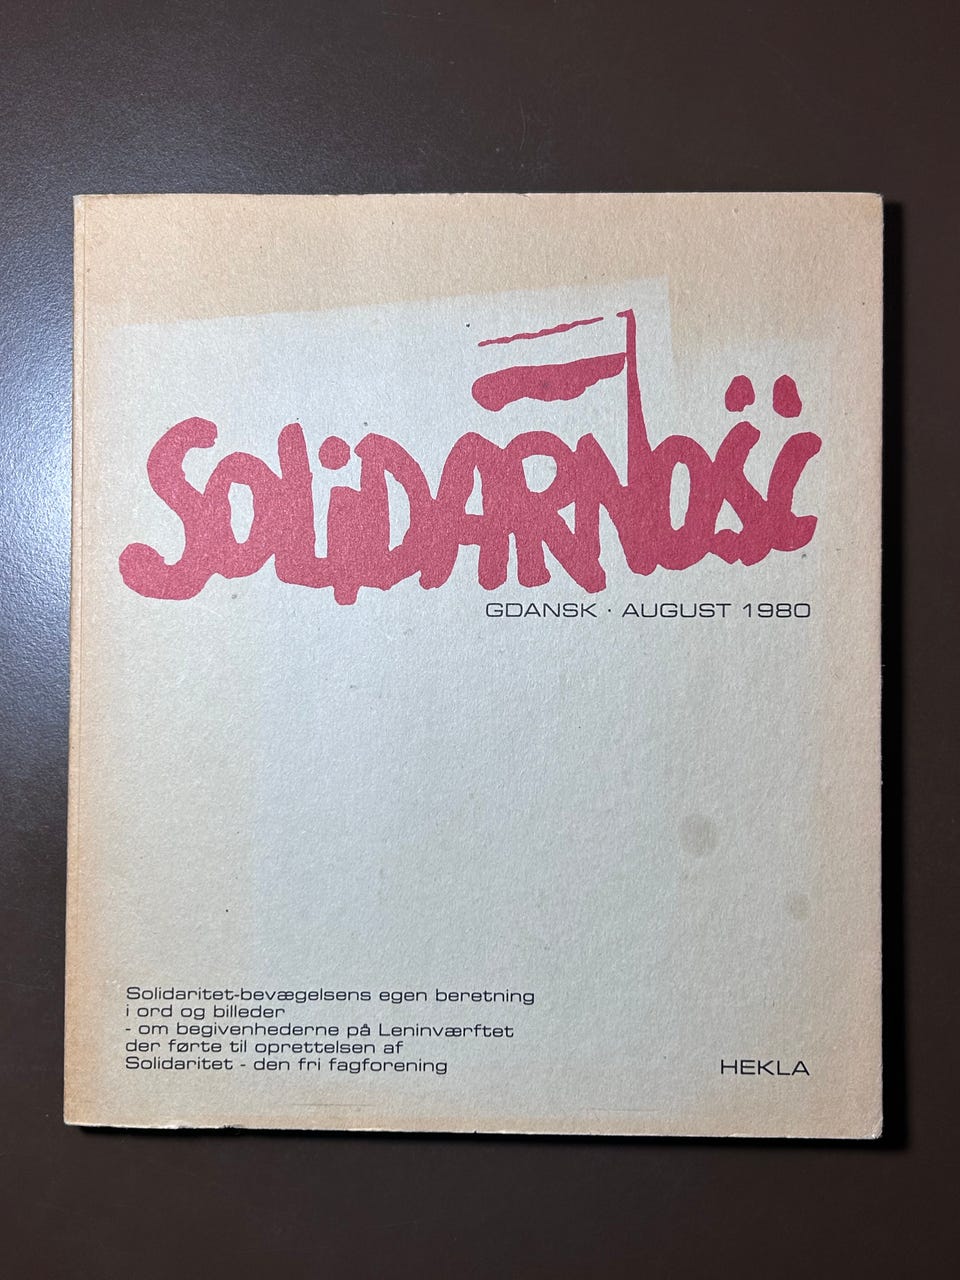 SOLiDARNOŚĆ
GDANSK · AUGUST 1980
Solidaritet-bevægelsens egen beretning
i ord og billeder
- om begivenhederne på Leninværftet
der førte til oprettelsen af
Solidaritet - den fri fagforening
HEKLA